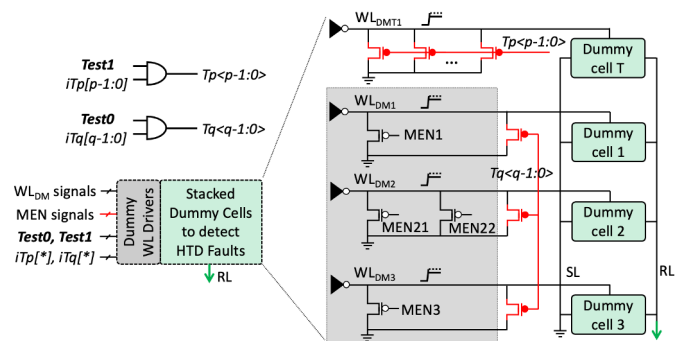 WL_DMT1
Test1
iTp[p-1:0]
Tp<p-1:0>
...
Tp<p-1:0>
Dummy
cell T
Test0
iTq[q-1:0]
Tq<q-1:0>
WL_DM1
MEN1
Dummy
cell 1
Tq<q-1:0>
WL_DM signals
MEN signals
Test0, Test1
iTp[*], iTq[*]
Dummy
WL Drivers
Stacked
Dummy Cells
to detect
HTD Faults
RL
WL_DM2
MEN21
MEN22
Dummy
cell 2
WL_DM3
MEN3
SL
RL
Dummy
cell 3